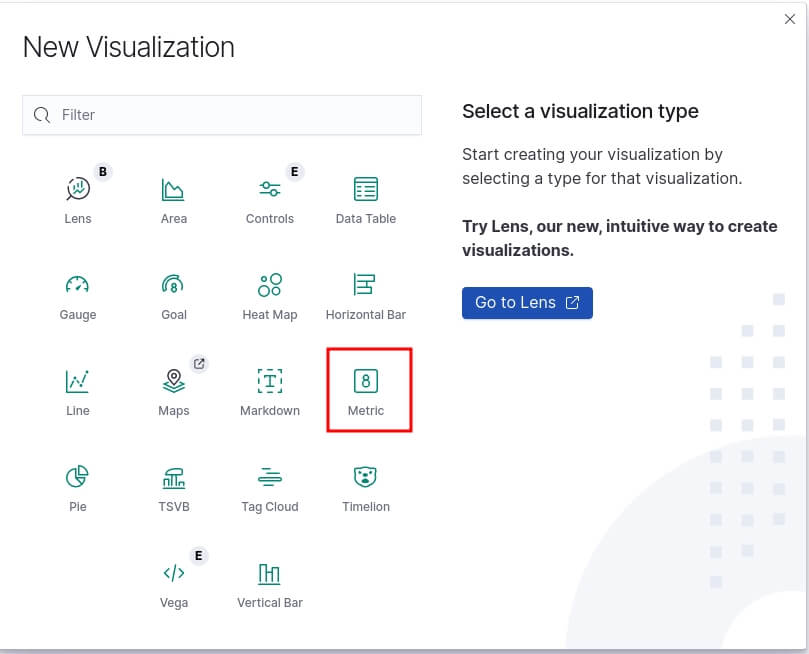 New Visualization
Filter
B
E
Lens
Area
Controls
Data Table
8
Gauge
Goal
Heat Map
Horizontal Bar
T
8
Line
Maps
Markdown
Metric
Pie
TSVB
Tag Cloud
Timelion
E
</>
Vega
Vertical Bar
Select a visualization type
Start creating your visualization by
selecting a type for that visualization.
Try Lens, our new, intuitive way to create
visualizations.
Go to Lens